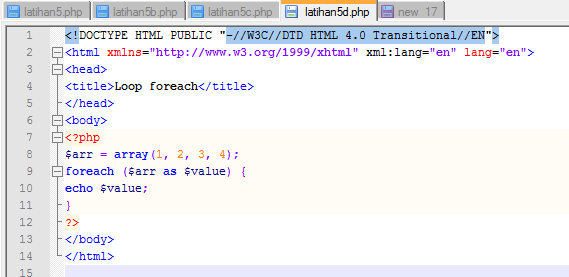 latihan5.php latihan5b.php latihan5c.php latihan5d.php new 17
1 <!DOCTYPE HTML PUBLIC "-//W3C//DTD HTML 4.0 Transitional//EN">
2 <html xmlns="http://www.w3.org/1999/xhtml" xml:lang="en" lang="en">
3 <head>
4 <title>Loop foreach</title>
5 </head>
6 <body>
7 <?php
8 $arr = array(1, 2, 3, 4);
9 foreach ($arr as $value) {
10 echo $value;
11 }
12 ?>
13 </body>
14 </html>
15